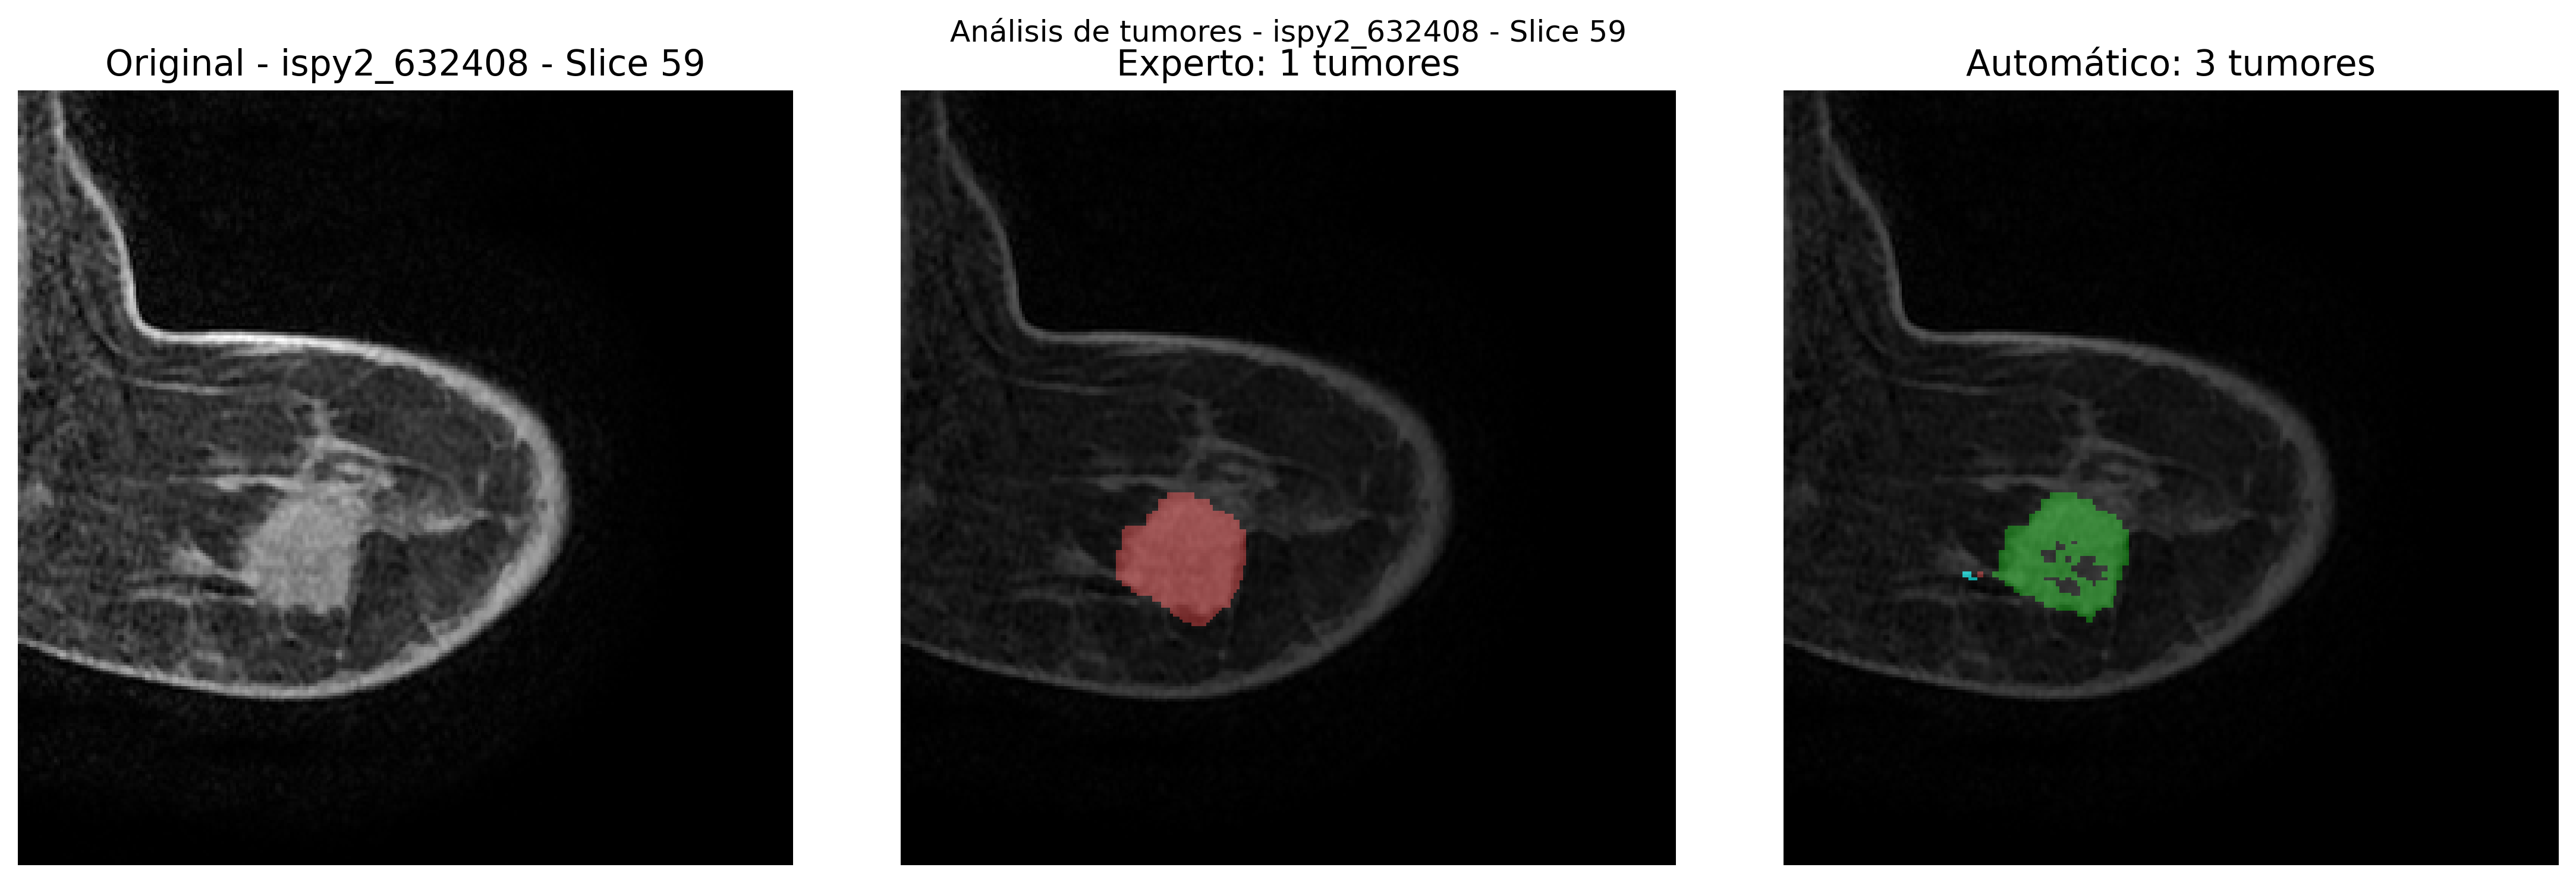 Análisis de tumores - ispy2_632408 - Slice 59
Original - ispy2_632408 - Slice 59
Experto: 1 tumores
Automático: 3 tumores